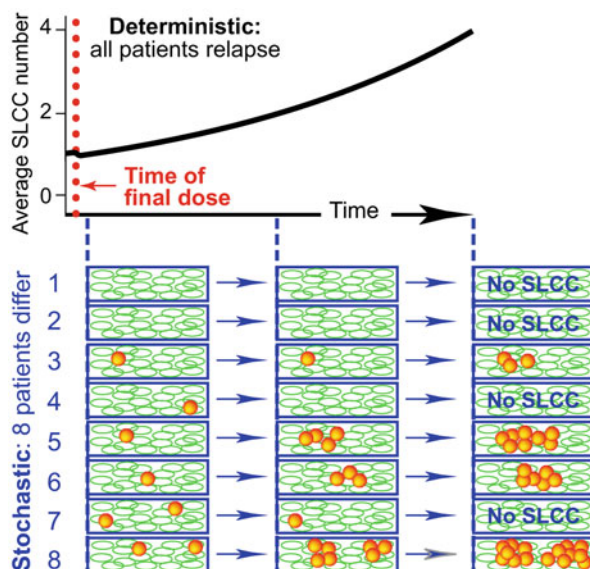 4
2
0
Average SLCC number
Deterministic:
all patients relapse
Time of
final dose
Time
Stochastic: 8 patients differ
1
No SLCC
2
No SLCC
3
4
No SLCC
5
6
7
No SLCC
8